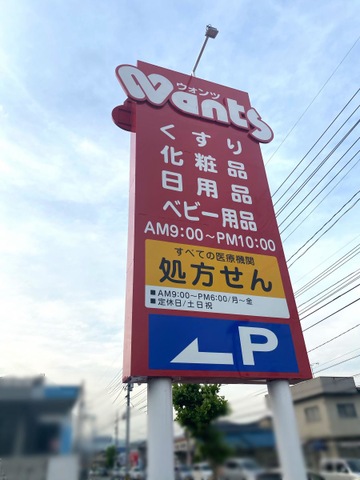 ウォンツ
Wants
くすり
化粧品
日用品
ベビー用品
AM9:00〜PM10:00
すべての医療機関
処方せん
■AM9:00〜PM6:00/月〜金
■定休日/土日祝
P